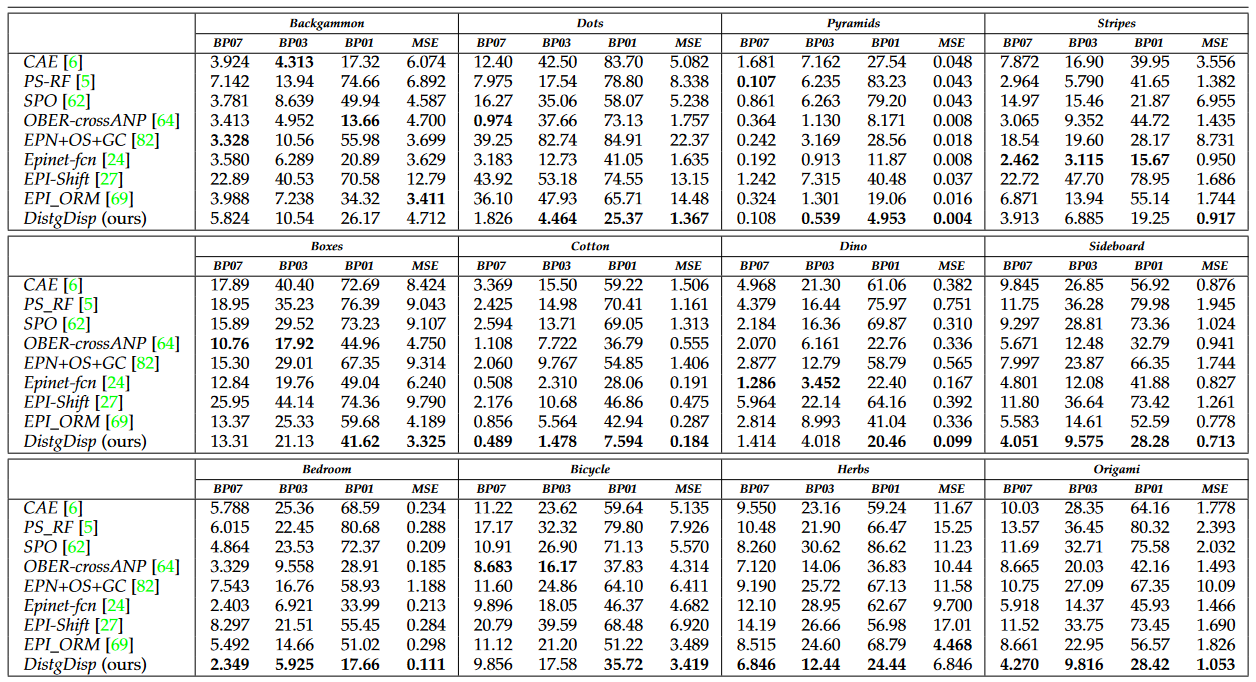 Backgammon Dots Pyramids Stripes
BP07 BP03 BP01 MSE BP07 BP03 BP01 MSE BP07 BP03 BP01 MSE BP07 BP03 BP01 MSE
CAE [6] 3.924 4.313 17.32 6.074 12.40 42.50 83.70 5.082 1.681 7.162 27.54 0.048 7.872 16.90 39.95 3.556
PS-RF [5] 7.142 13.94 74.66 6.892 7.975 17.54 78.80 8.338 0.107 6.235 83.23 0.043 2.964 5.790 41.65 1.382
SPO [62] 3.781 8.639 49.94 4.587 16.27 35.06 58.07 5.238 0.861 6.263 79.20 0.043 14.97 15.46 21.87 6.955
OBER-crossANP [64] 3.413 4.952 13.66 4.700 0.974 37.66 73.13 1.757 0.364 1.130 8.171 0.008 3.065 9.352 44.72 1.435
EPN+OS+GC [82] 3.328 10.56 55.98 3.699 39.25 82.74 84.91 22.37 0.242 3.169 28.56 0.018 18.54 19.60 28.17 8.731
Epinet-fcn [24] 3.580 6.289 20.89 3.629 3.183 12.73 41.05 1.635 0.192 0.913 11.87 0.008 2.462 3.115 15.67 0.950
EPI-Shift [27] 22.89 40.53 70.58 12.79 43.92 53.18 74.55 13.15 1.242 7.315 40.48 0.037 22.72 47.70 78.95 1.686
EPI_ORM [69] 3.988 7.238 34.32 3.411 36.10 47.93 65.71 14.48 0.324 1.301 19.06 0.016 6.871 13.94 55.14 1.744
DistgDisp (ours) 5.824 10.54 26.17 4.712 1.826 4.464 25.37 1.367 0.108 0.539 4.953 0.004 3.913 6.885 19.25 0.917
Boxes Cotton Dino Sideboard
BP07 BP03 BP01 MSE BP07 BP03 BP01 MSE BP07 BP03 BP01 MSE BP07 BP03 BP01 MSE
CAE [6] 17.89 40.40 72.69 8.424 3.369 15.50 59.22 1.506 4.968 21.30 61.06 0.382 9.845 26.85 56.92 0.876
PS_RF [5] 18.95 35.23 76.39 9.043 2.425 14.98 70.41 1.161 4.379 16.44 75.97 0.751 11.75 36.28 79.98 1.945
SPO [62] 15.89 29.52 73.23 9.107 2.594 13.71 69.05 1.313 2.184 16.36 69.87 0.310 9.297 28.81 73.36 1.024
OBER-crossANP [64] 10.76 17.92 44.96 4.750 1.108 7.722 36.79 0.555 2.070 6.161 22.76 0.336 5.671 12.48 32.79 0.941
EPN+OS+GC [82] 15.30 29.01 67.35 9.314 2.060 9.767 54.85 1.406 2.877 12.79 58.79 0.565 7.997 23.87 66.35 1.744
Epinet-fcn [24] 12.84 19.76 49.04 6.240 0.508 2.310 28.06 0.191 1.286 3.452 22.40 0.167 4.801 12.08 41.88 0.827
EPI-Shift [27] 25.95 44.14 74.36 9.790 2.176 10.68 46.86 0.475 5.964 22.14 64.16 0.392 11.80 36.64 73.42 1.261
EPI_ORM [69] 13.37 25.33 59.68 4.189 0.856 5.564 42.94 0.287 2.814 8.993 41.04 0.336 5.583 14.61 52.59 0.778
DistgDisp (ours) 13.31 21.13 41.62 3.325 0.489 1.478 7.594 0.184 1.414 4.018 20.46 0.099 4.051 9.575 28.28 0.713
Bedroom Bicycle Herbs Origami
BP07 BP03 BP01 MSE BP07 BP03 BP01 MSE BP07 BP03 BP01 MSE BP07 BP03 BP01 MSE
CAE [6] 5.788 25.36 68.59 0.234 11.22 23.62 59.64 5.135 9.550 23.16 59.24 11.67 10.03 28.35 64.16 1.778
PS_RF [5] 6.015 22.45 80.68 0.288 17.17 32.32 79.80 7.926 10.48 21.90 66.47 15.25 13.57 36.45 80.32 2.393
SPO [62] 4.864 23.53 72.37 0.209 10.91 26.90 71.13 5.570 8.260 30.62 86.62 11.23 11.69 32.71 75.58 2.032
OBER-crossANP [64] 3.329 9.558 28.91 0.185 8.683 16.17 37.83 4.314 7.120 14.06 36.83 10.44 8.665 20.03 42.16 1.493
EPN+OS+GC [82] 7.543 16.76 58.93 1.188 11.60 24.86 64.10 6.411 9.190 25.72 67.13 11.58 10.75 27.09 67.35 10.09
Epinet-fcn [24] 2.403 6.921 33.99 0.213 9.896 18.05 46.37 4.682 12.10 28.95 62.67 9.700 5.918 14.37 45.93 1.466
EPI-Shift [27] 8.297 21.51 55.45 0.284 20.79 39.59 68.48 6.920 14.19 26.66 56.98 17.01 11.52 33.75 73.45 1.690
EPI_ORM [69] 5.492 14.66 51.02 0.298 11.12 21.20 51.22 3.489 8.515 24.60 68.79 4.468 8.661 22.95 56.57 1.826
DistgDisp (ours) 2.349 5.925 17.66 0.111 9.856 17.58 35.72 3.419 6.846 12.44 24.44 6.846 4.270 9.816 28.42 1.053